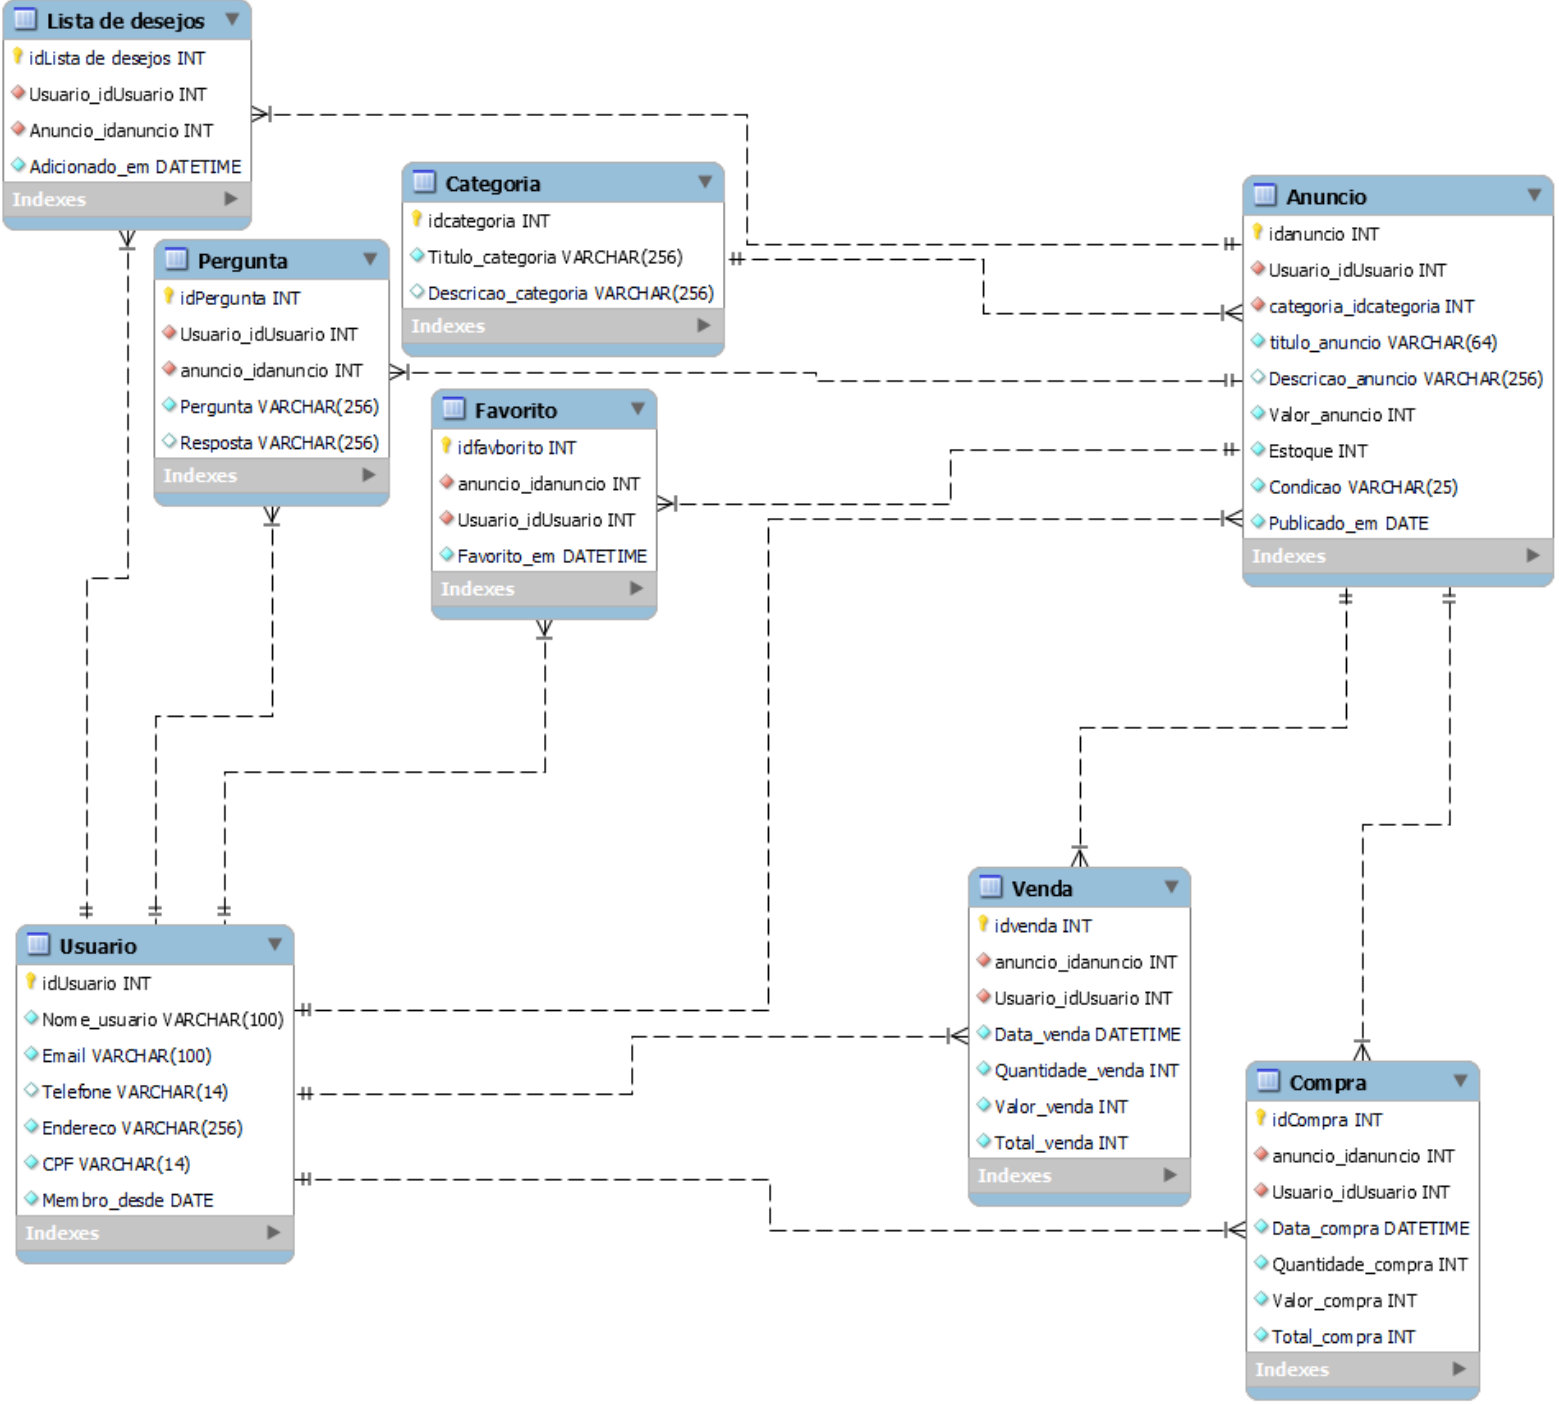 Lista de desejos
idLista de desejos INT
Usuario_idUsuario INT
Anuncio_idanuncio INT
Adicionado_em DATETIME
Indexes
Categoria
idcategoria INT
Titulo_categoria VARCHAR(256)
Descricao_categoria VARCHAR(256)
Indexes
Anuncio
idanuncio INT
Usuario_idUsuario INT
categoria_idcategoria INT
titulo_anuncio VARCHAR(64)
Descricao_anuncio VARCHAR(256)
Valor_anuncio INT
Estoque INT
Condicao VARCHAR(25)
Publicado_em DATE
Indexes
Pergunta
idPergunta INT
Usuario_idUsuario INT
anuncio_idanuncio INT
Pergunta VARCHAR(256)
Resposta VARCHAR(256)
Indexes
Favorito
idfavborito INT
anuncio_idanuncio INT
Usuario_idUsuario INT
Favorito_em DATETIME
Indexes
Usuario
idUsuario INT
Nome_usuario VARCHAR(100)
Email VARCHAR(100)
Telefone VARCHAR(14)
Endereco VARCHAR(256)
CPF VARCHAR(14)
Membro_desde DATE
Indexes
Venda
idvenda INT
anuncio_idanuncio INT
Usuario_idUsuario INT
Data_venda DATETIME
Quantidade_venda INT
Valor_venda INT
Total_venda INT
Indexes
Compra
idCompra INT
anuncio_idanuncio INT
Usuario_idUsuario INT
Data_compra DATETIME
Quantidade_compra INT
Valor_compra INT
Total_compra INT
Indexes